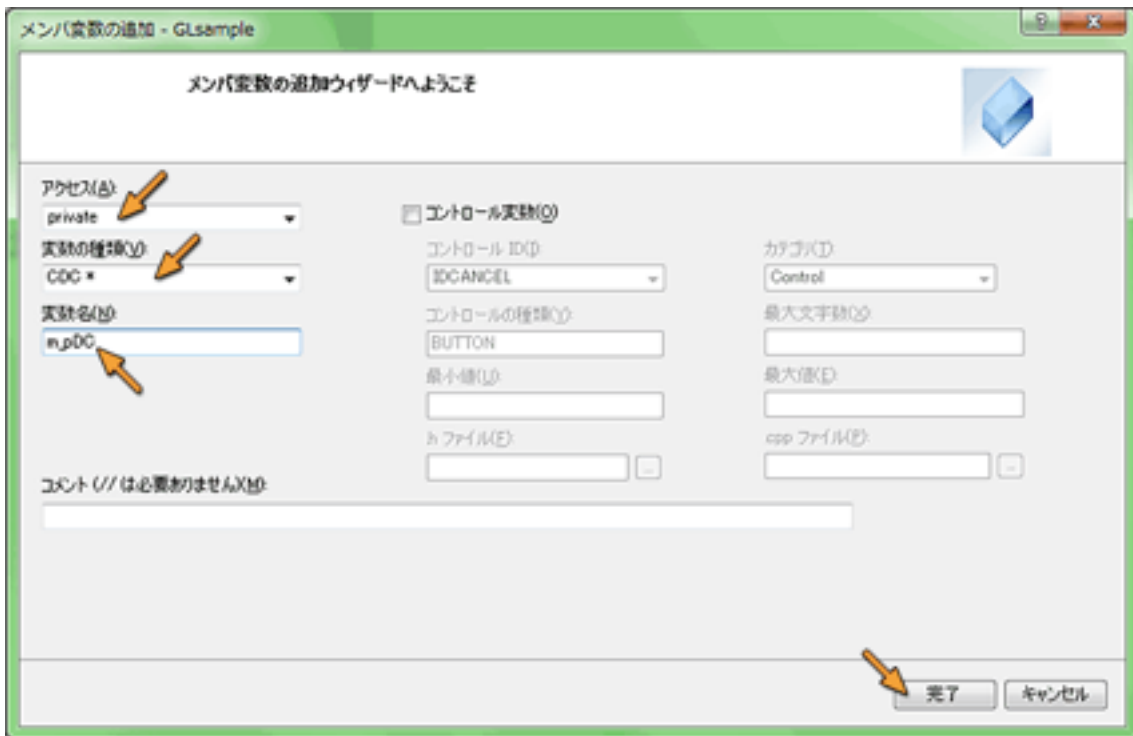 メンバ変数の追加 - GLsample
メンバ変数の追加ウィザードへようこそ
アクセス(A):
private
コントロール変数(O)
変数の種類(V):
CDC *
コントロール ID(I):
IDCANCEL
カテゴリ(T):
Control
変数名(N):
m_pDC
コントロールの種類(Y):
BUTTON
最大文字数(X):
最小値(U):
最大値(E):
.h ファイル(F):
...
.cpp ファイル(P):
...
コメント (// は必要ありません)(M):
完了
キャンセル